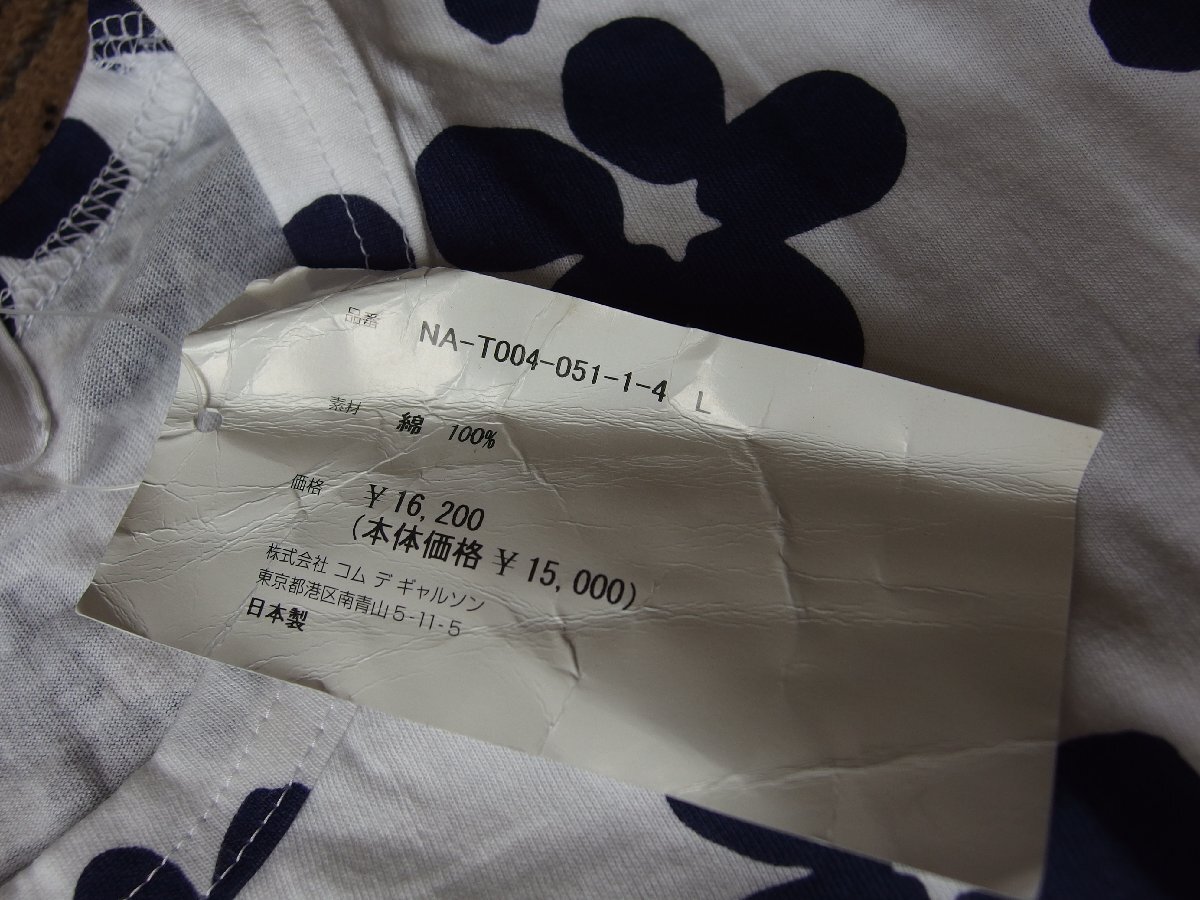 品番 NA-T004-051-1-4 L
素材 綿 100%
価格 ￥16,200
(本体価格 ￥15,000)
株式会社 コム デ ギャルソン
東京都港区南青山5-11-5
日本製